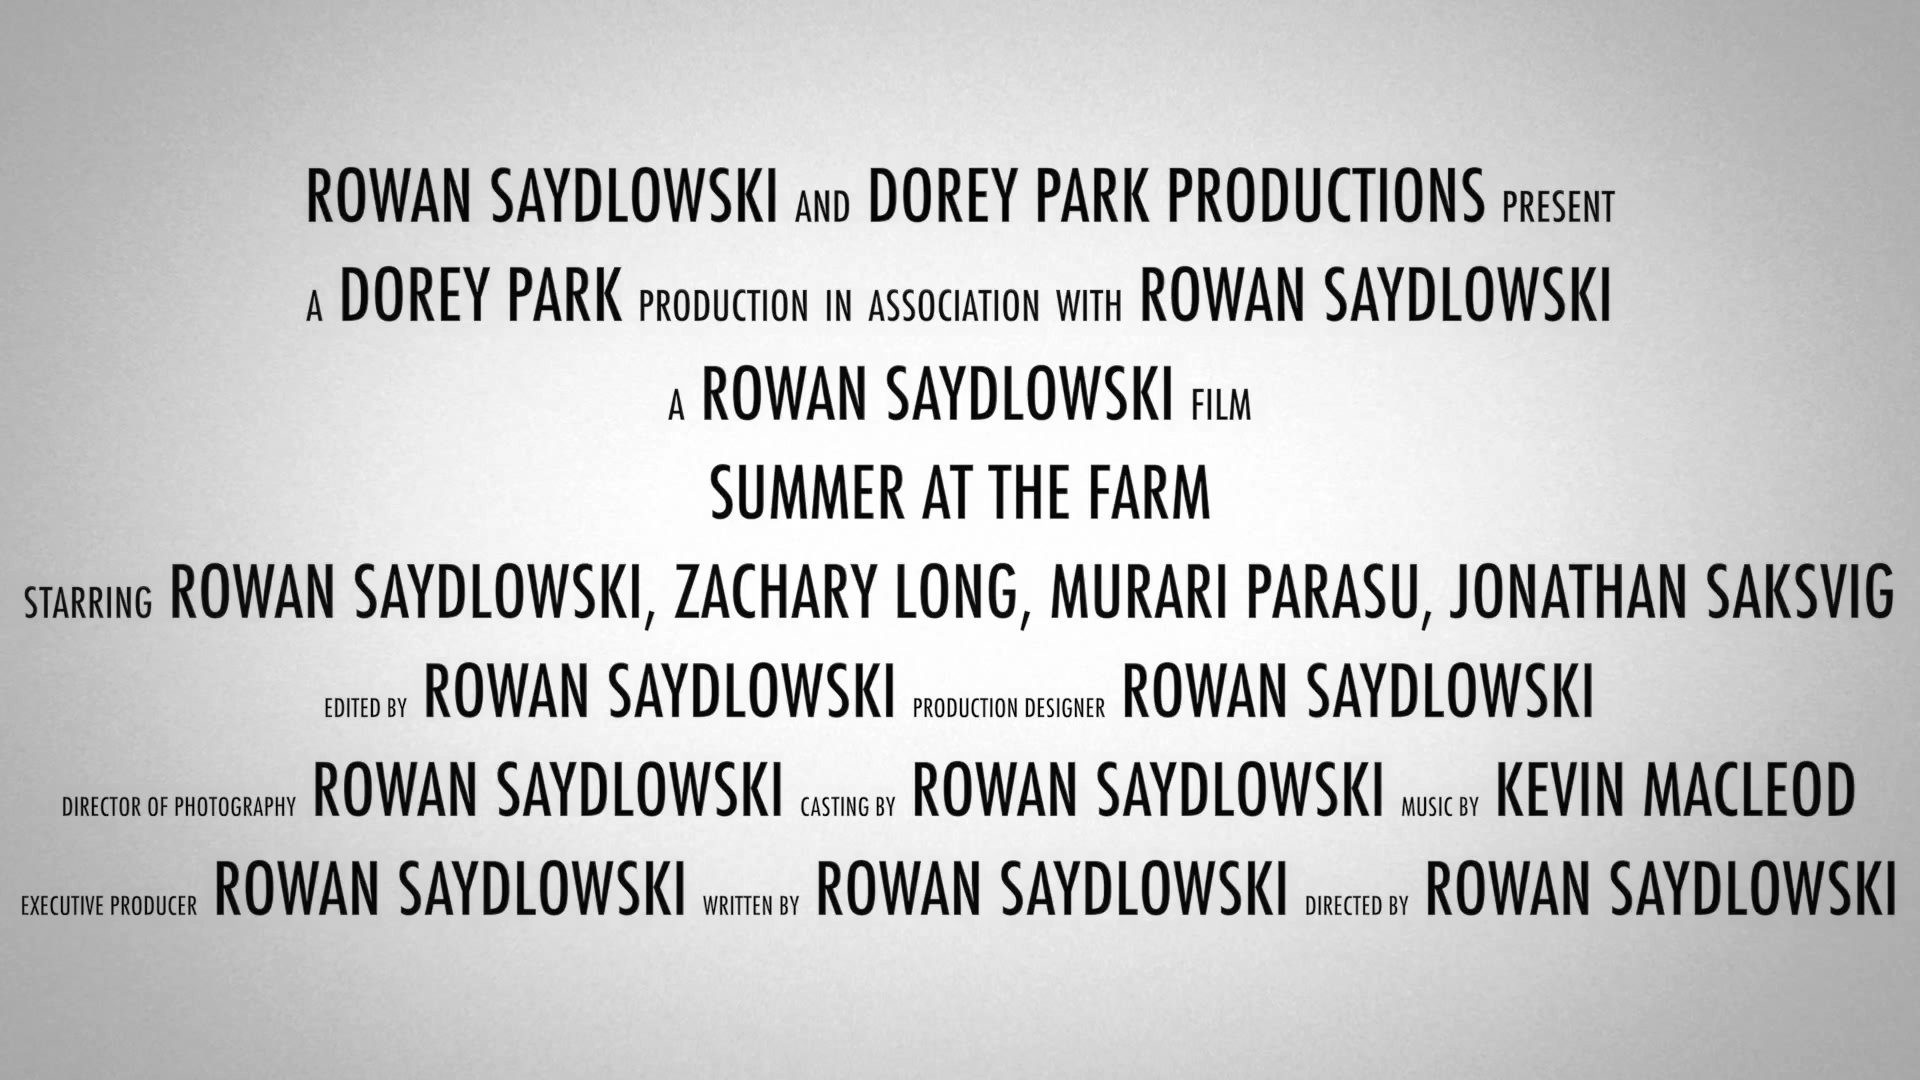 ROWAN SAYDLOWSKI AND DOREY PARK PRODUCTIONS PRESENT
A DOREY PARK PRODUCTION IN ASSOCIATION WITH ROWAN SAYDLOWSKI
A ROWAN SAYDLOWSKI FILM
SUMMER AT THE FARM
STARRING ROWAN SAYDLOWSKI, ZACHARY LONG, MURARI PARASU, JONATHAN SAKSVIG
EDITED BY ROWAN SAYDLOWSKI PRODUCTION DESIGNER ROWAN SAYDLOWSKI
DIRECTOR OF PHOTOGRAPHY ROWAN SAYDLOWSKI CASTING BY ROWAN SAYDLOWSKI MUSIC BY KEVIN MACLEOD
EXECUTIVE PRODUCER ROWAN SAYDLOWSKI WRITTEN BY ROWAN SAYDLOWSKI DIRECTED BY ROWAN SAYDLOWSKI